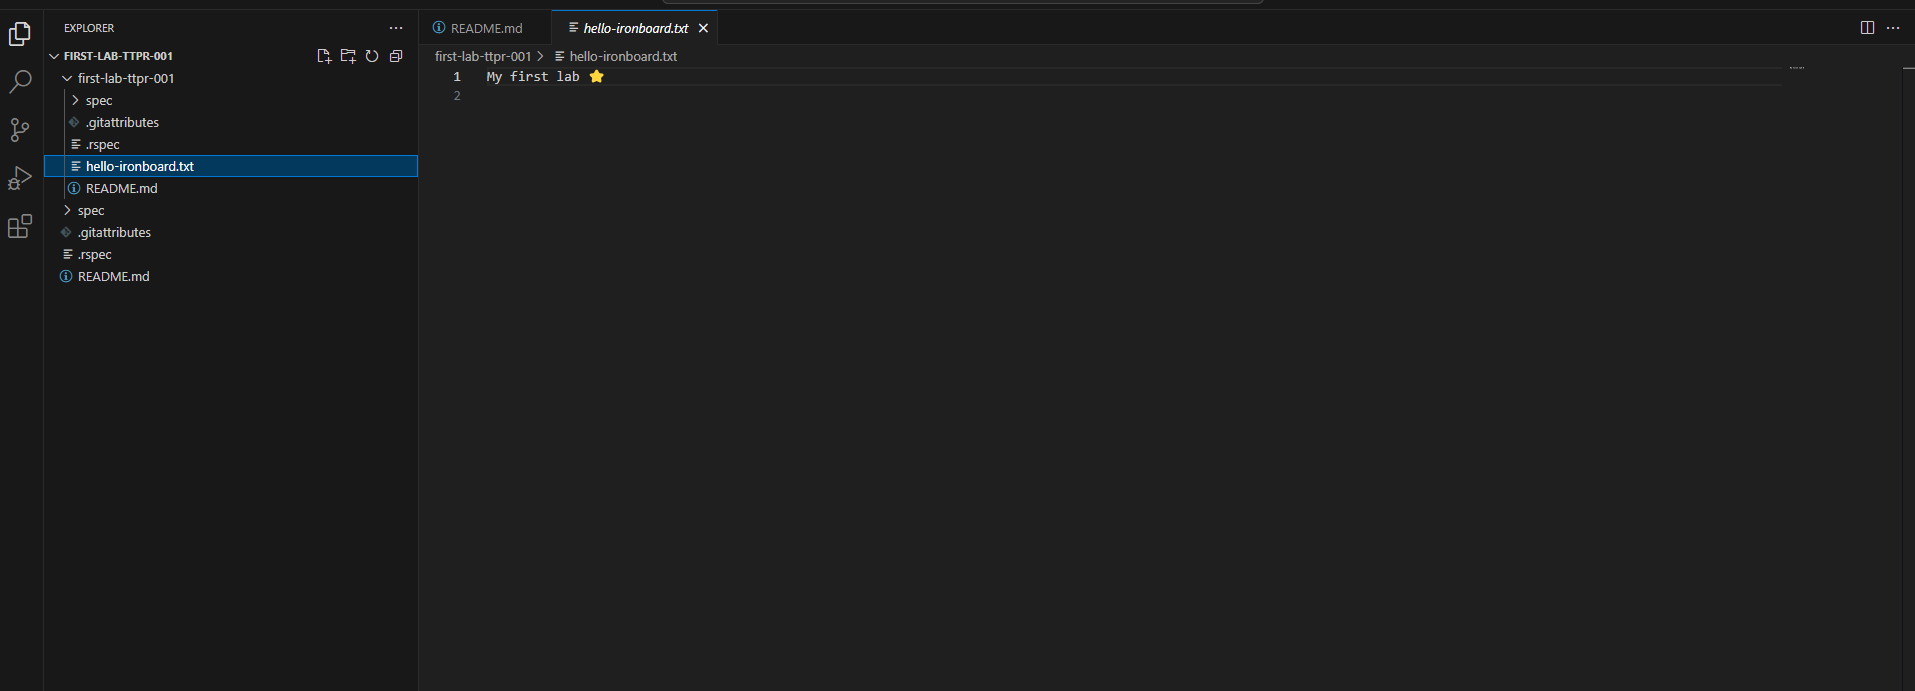 EXPLORER
FIRST-LAB-TTPR-001
first-lab-ttpr-001
spec
.gitattributes
.rspec
hello-ironboard.txt
README.md
spec
.gitattributes
.rspec
README.md
README.md hello-ironboard.txt
first-lab-ttpr-001 > hello-ironboard.txt
1 My first lab ⭐
2